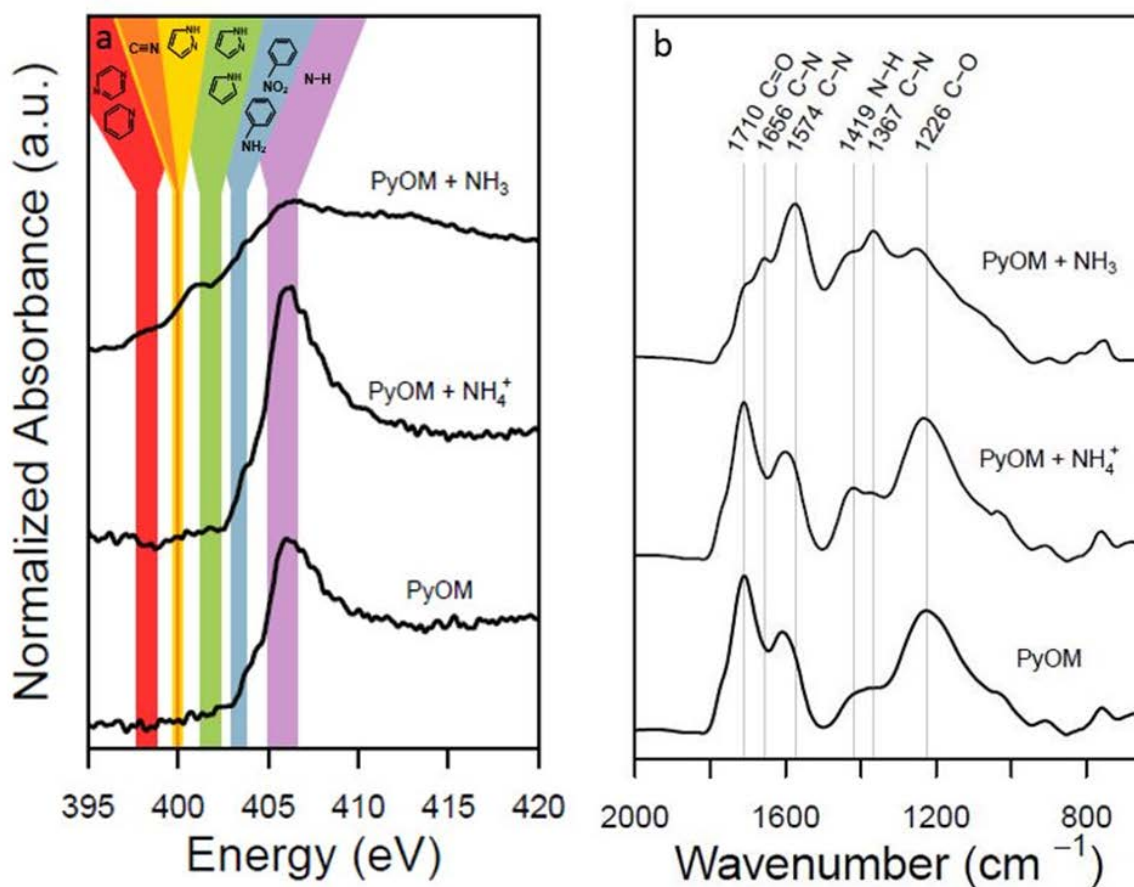 a
C≡N
NH
N
NH
N
NH
NO₂
NH₂
N–H
N
N
N
PyOM + NH₃
PyOM + NH₄⁺
PyOM
Normalized Absorbance (a.u.)
395 400 405 410 415 420
Energy (eV)
b
1710 C=O
1656 C–N
1574 C–N
1419 N–H
1367 C–N
1226 C–O
PyOM + NH₃
PyOM + NH₄⁺
PyOM
2000 1600 1200 800
Wavenumber (cm ⁻¹)